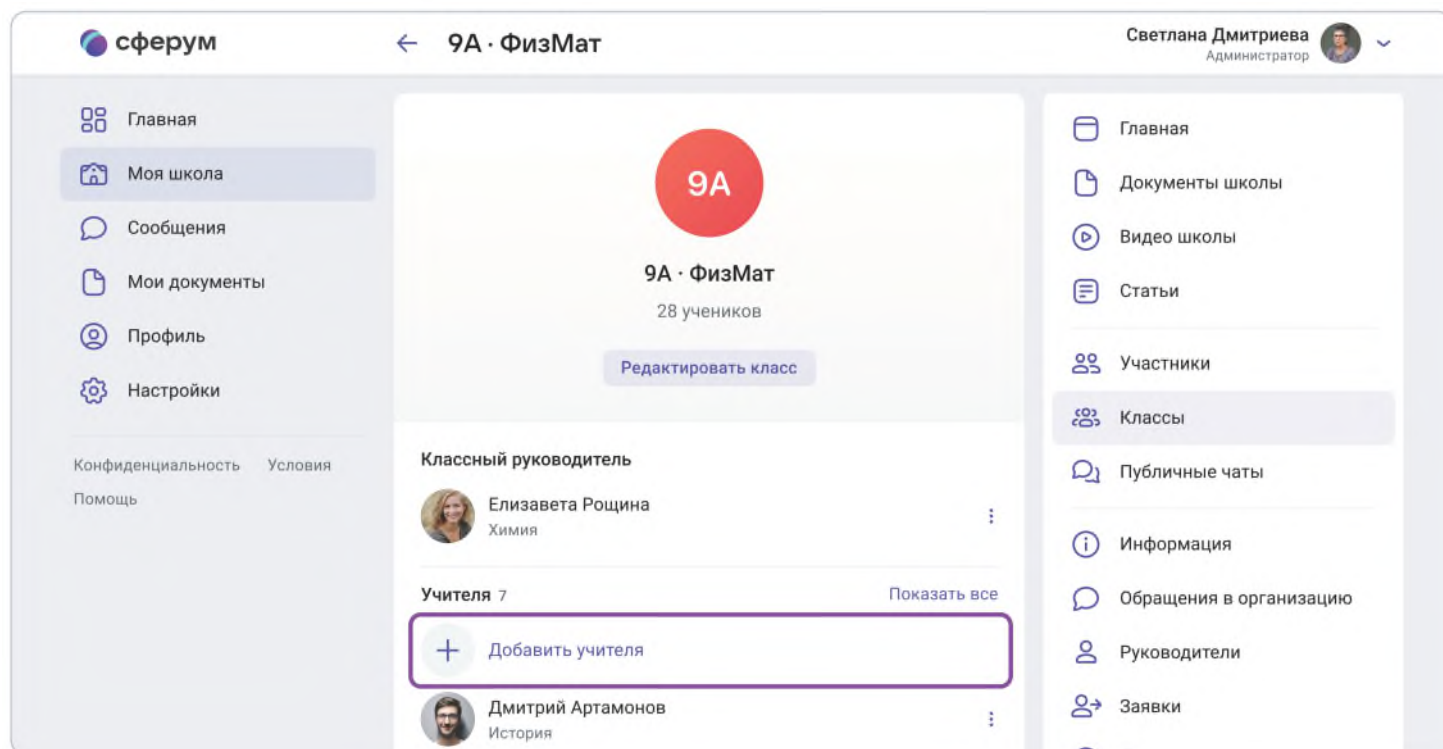 сферум
← 9А · ФизМат
Светлана Дмитриева
Администратор
Главная
Моя школа
Сообщения
Мои документы
Профиль
Настройки
Конфиденциальность Условия
Помощь
9А
9А · ФизМат
28 учеников
Редактировать класс
Классный руководитель
Елизавета Рощина
Химия
Учителя 7 Показать все
+ Добавить учителя
Дмитрий Артамонов
История
Главная
Документы школы
Видео школы
Статьи
Участники
Классы
Публичные чаты
Информация
Обращения в организацию
Руководители
Заявки